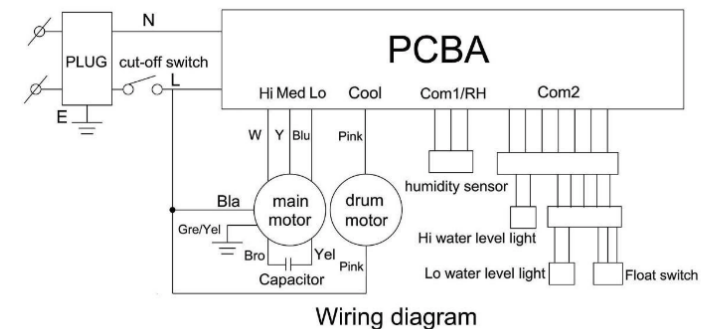 N
PCBA
PLUG
cut-off switch
L
E
Hi Med Lo
Cool
Com1/RH
Com2
W
Y
Blu
Pink
humidity sensor
Bla
main
motor
drum
motor
Gre/Yel
Hi water level light
Bro
Yel
Pink
Capacitor
Lo water level light
Float switch
Wiring diagram